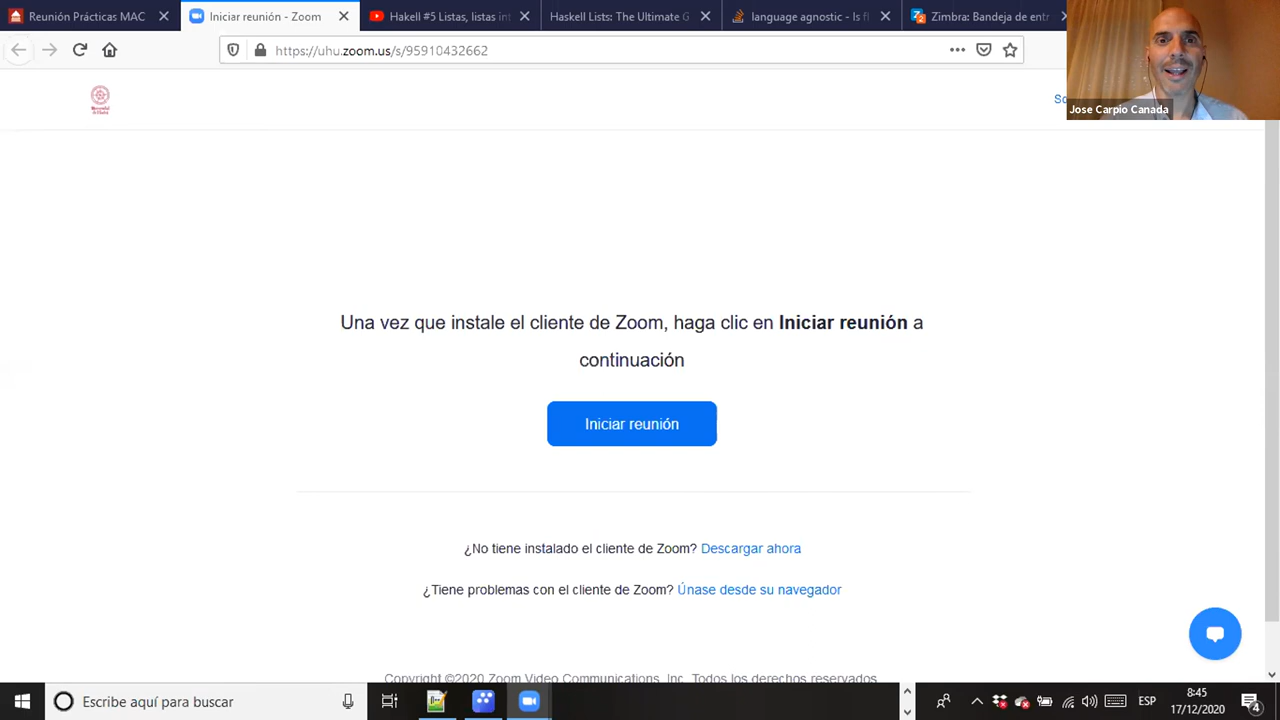 Reunión Prácticas MAC
Iniciar reunión - Zoom
Hakell #5 Listas, listas int
Haskell Lists: The Ultimate G
language agnostic - Is fl
Zimbra: Bandeja de entr
https://uhu.zoom.us/s/95910432662
Jose Carpio Canada
Una vez que instale el cliente de Zoom, haga clic en Iniciar reunión a
continuación
Iniciar reunión
¿No tiene instalado el cliente de Zoom? Descargar ahora
¿Tiene problemas con el cliente de Zoom? Únase desde su navegador
Copyright ©2020 Zoom Video Communications, Inc. Todos los derechos reservados
Escribe aquí para buscar
ESP
8:45
17/12/2020
4